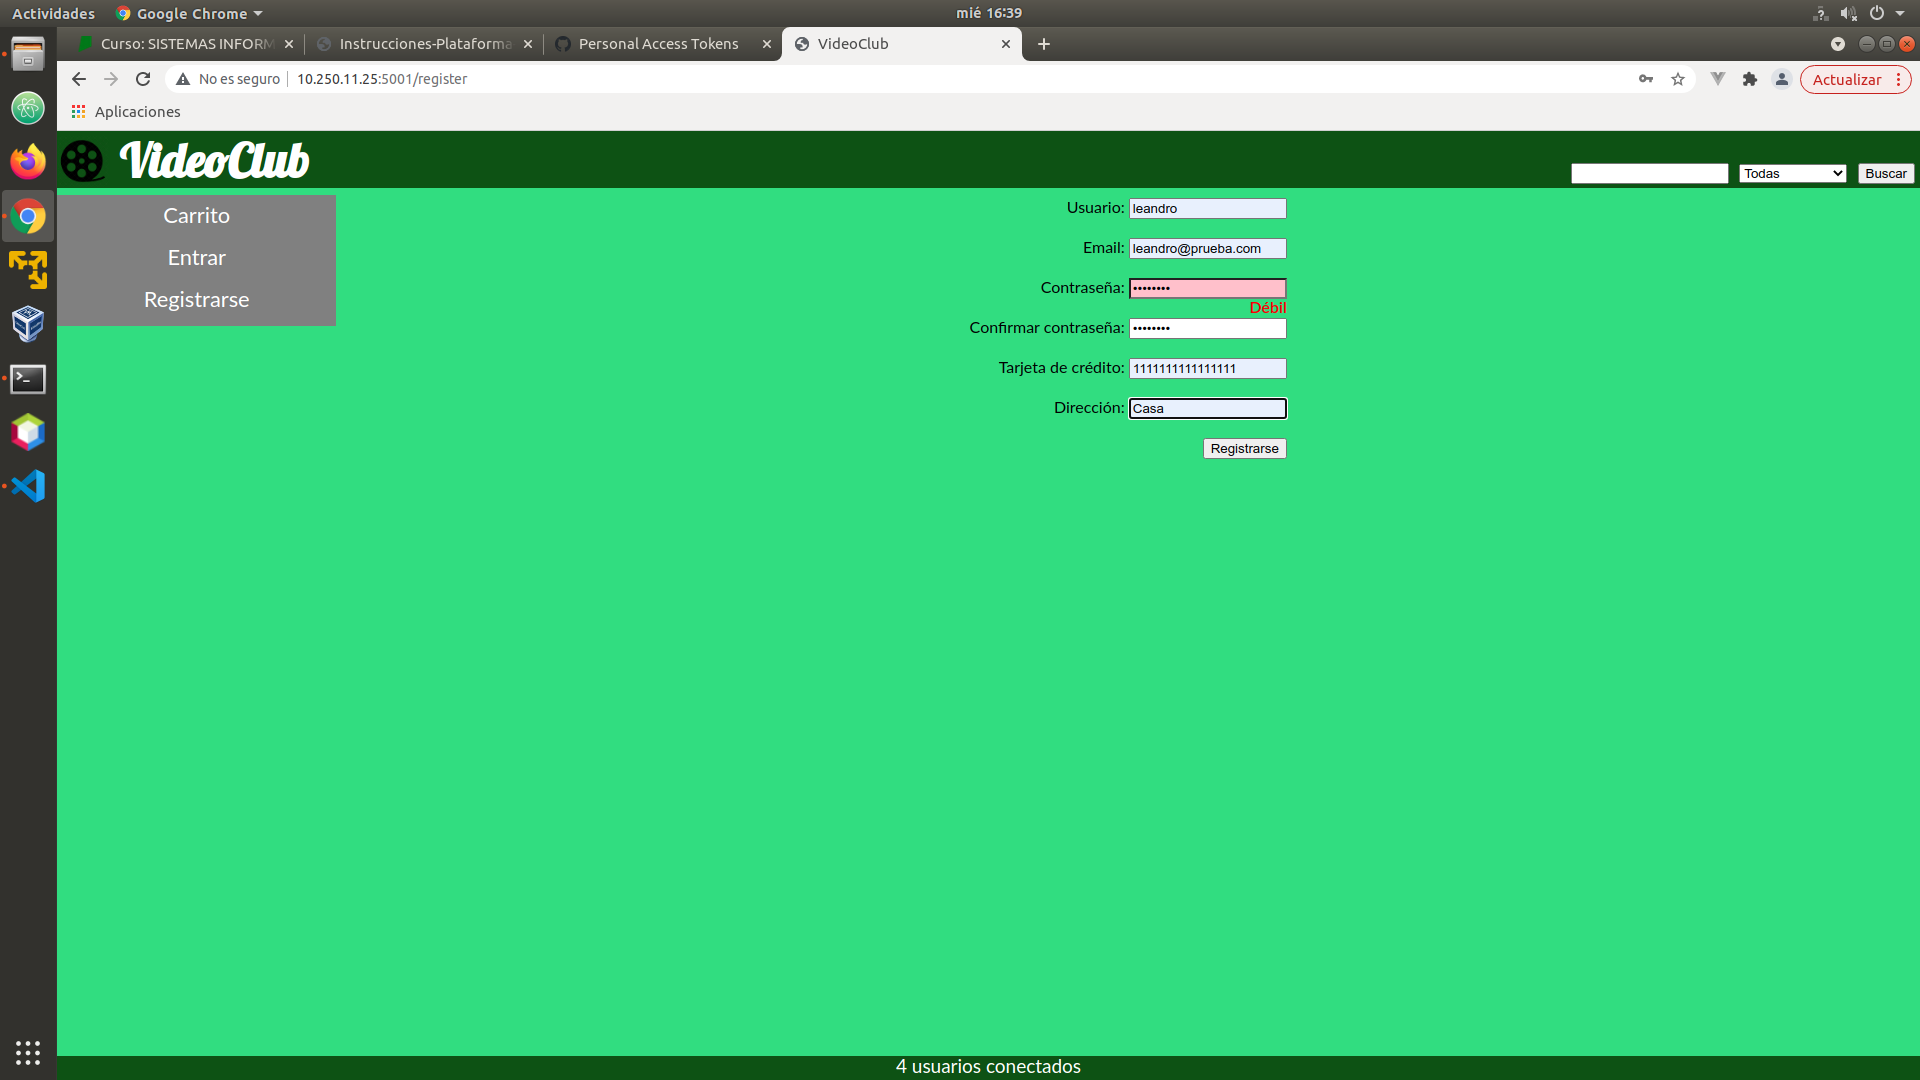 Actividades Google Chrome mié 16:39
Curso: SISTEMAS INFORM Instrucciones-Plataforma Personal Access Tokens VideoClub
No es seguro 10.250.11.25:5001/register Actualizar
Aplicaciones
VideoClub
Todas Buscar
Carrito
Entrar
Registrarse
Usuario: leandro
Email: leandro@prueba.com
Contraseña: ••••••••
Débil
Confirmar contraseña: ••••••••
Tarjeta de crédito: 1111111111111111
Dirección: Casa
Registrarse
4 usuarios conectados